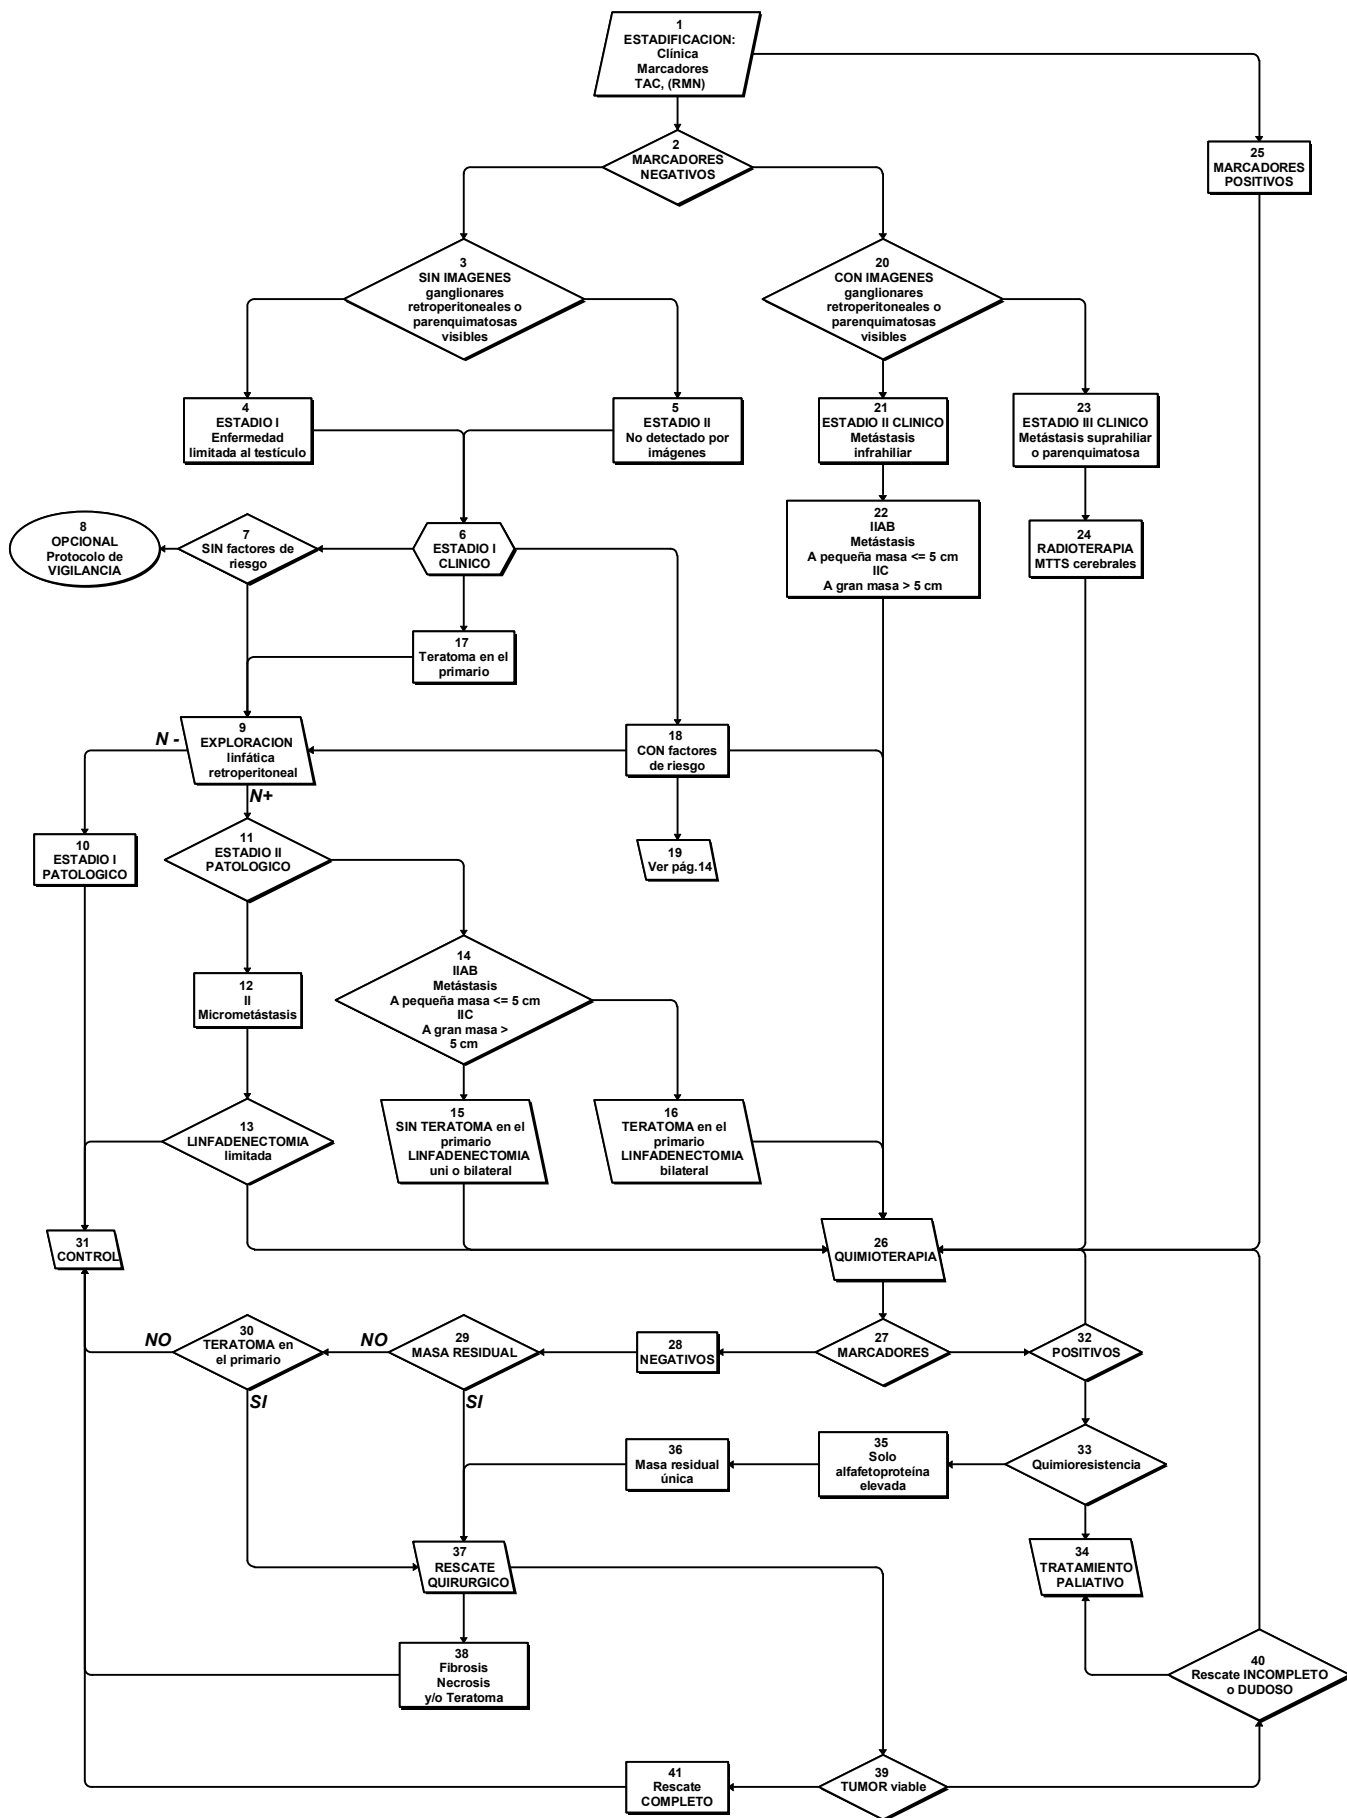 1
ESTADIFICACION:
Clínica
Marcadores
TAC, (RMN)
2
MARCADORES
NEGATIVOS
25
MARCADORES
POSITIVOS
3
SIN IMAGENES
ganglionares
retroperitoneales o
parenquimatosas
visibles
20
CON IMAGENES
ganglionares
retroperitoneales o
parenquimatosas
visibles
4
ESTADIO I
Enfermedad
limitada al testículo
5
ESTADIO II
No detectado por
imágenes
21
ESTADIO II CLINICO
Metástasis
infrahiliar
23
ESTADIO III CLINICO
Metástasis suprahiliar
o parenquimatosa
8
OPCIONAL
Protocolo de
VIGILANCIA
7
SIN factores de
riesgo
6
ESTADIO I
CLINICO
22
IIAB
Metástasis
A pequeña masa <= 5 cm
IIC
A gran masa > 5 cm
24
RADIOTERAPIA
MTTS cerebrales
17
Teratoma en el
primario
N -
9
EXPLORACION
linfática
retroperitoneal
N+
18
CON factores
de riesgo
10
ESTADIO I
PATOLOGICO
11
ESTADIO II
PATOLOGICO
19
Ver pág.14
12
II
Micrometástasis
14
IIAB
Metástasis
A pequeña masa <= 5 cm
IIC
A gran masa >
5 cm
13
LINFADENECTOMIA
limitada
15
SIN TERATOMA en el
primario
LINFADENECTOMIA
uni o bilateral
16
TERATOMA en el
primario
LINFADENECTOMIA
bilateral
31
CONTROL
26
QUIMIOTERAPIA
NO
30
TERATOMA en
el primario
SI
NO
29
MASA RESIDUAL
SI
28
NEGATIVOS
27
MARCADORES
32
POSITIVOS
36
Masa residual
única
35
Solo
alfafetoproteína
elevada
33
Quimioresistencia
37
RESCATE
QUIRURGICO
34
TRATAMIENTO
PALIATIVO
38
Fibrosis
Necrosis
y/o Teratoma
40
Rescate INCOMPLETO
o DUDOSO
41
Rescate
COMPLETO
39
TUMOR viable